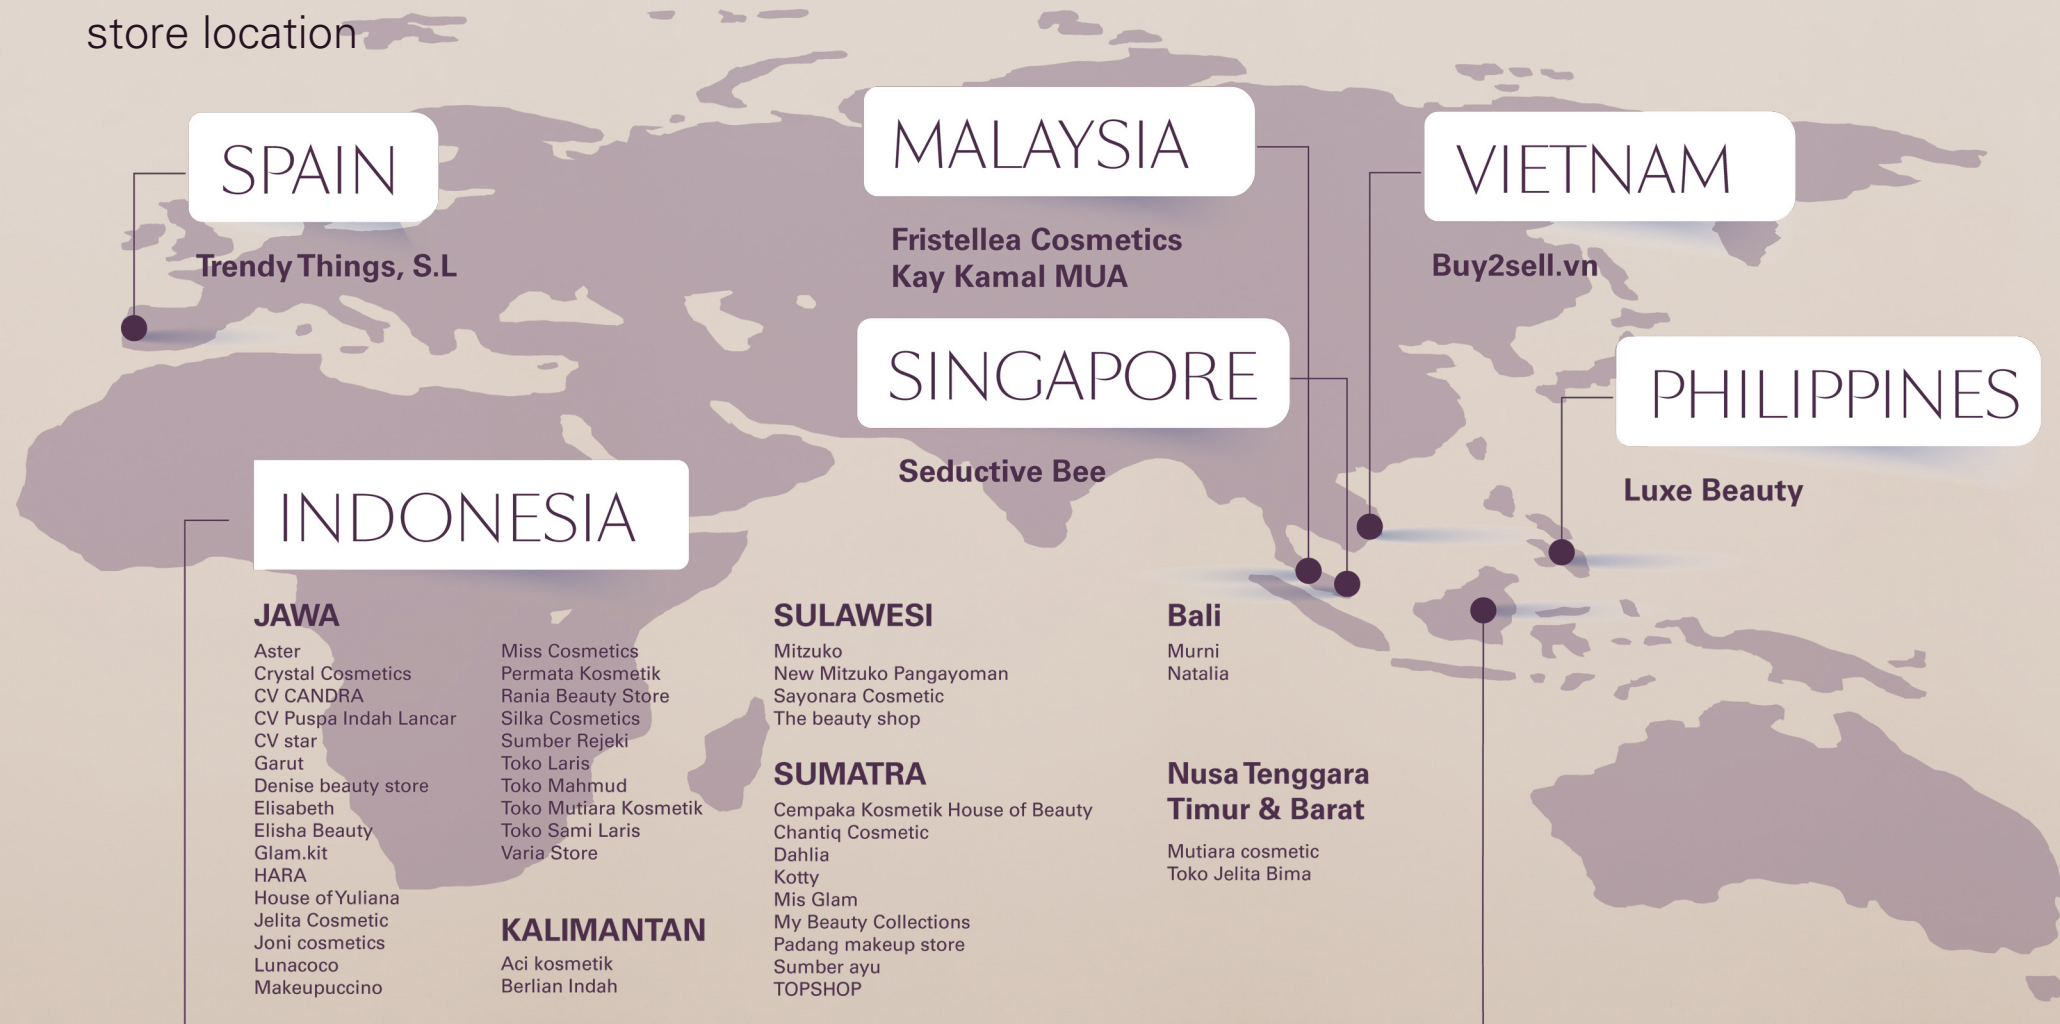 store location
SPAIN
Trendy Things, S.L
MALAYSIA
Fristellea Cosmetics
Kay Kamal MUA
VIETNAM
Buy2sell.vn
SINGAPORE
Seductive Bee
PHILIPPINES
Luxe Beauty
INDONESIA
JAWA
Aster
Crystal Cosmetics
CV CANDRA
CV Puspa Indah Lancar
CV star
Garut
Denise beauty store
Elisabeth
Elisha Beauty
Glam.kit
HARA
House of Yuliana
Jelita Cosmetic
Joni cosmetics
Lunacoco
Makeupuccino
Miss Cosmetics
Permata Kosmetik
Rania Beauty Store
Silka Cosmetics
Sumber Rejeki
Toko Laris
Toko Mahmud
Toko Mutiara Kosmetik
Toko Sami Laris
Varia Store
KALIMANTAN
Aci kosmetik
Berlian Indah
SULAWESI
Mitzuko
New Mitzuko Pangayoman
Sayonara Cosmetic
The beauty shop
SUMATRA
Cempaka Kosmetik House of Beauty
Chantiq Cosmetic
Dahlia
Kotty
Mis Glam
My Beauty Collections
Padang makeup store
Sumber ayu
TOPSHOP
Bali
Murni
Natalia
Nusa Tenggara
Timur & Barat
Mutiara cosmetic
Toko Jelita Bima